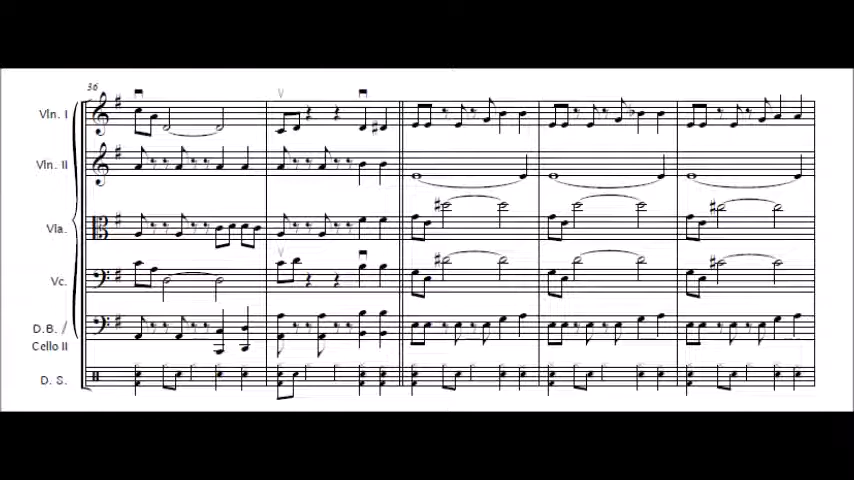 36
Vln. I
Vln. II
Vla.
Vc.
D.B. /
Cello II
D. S.